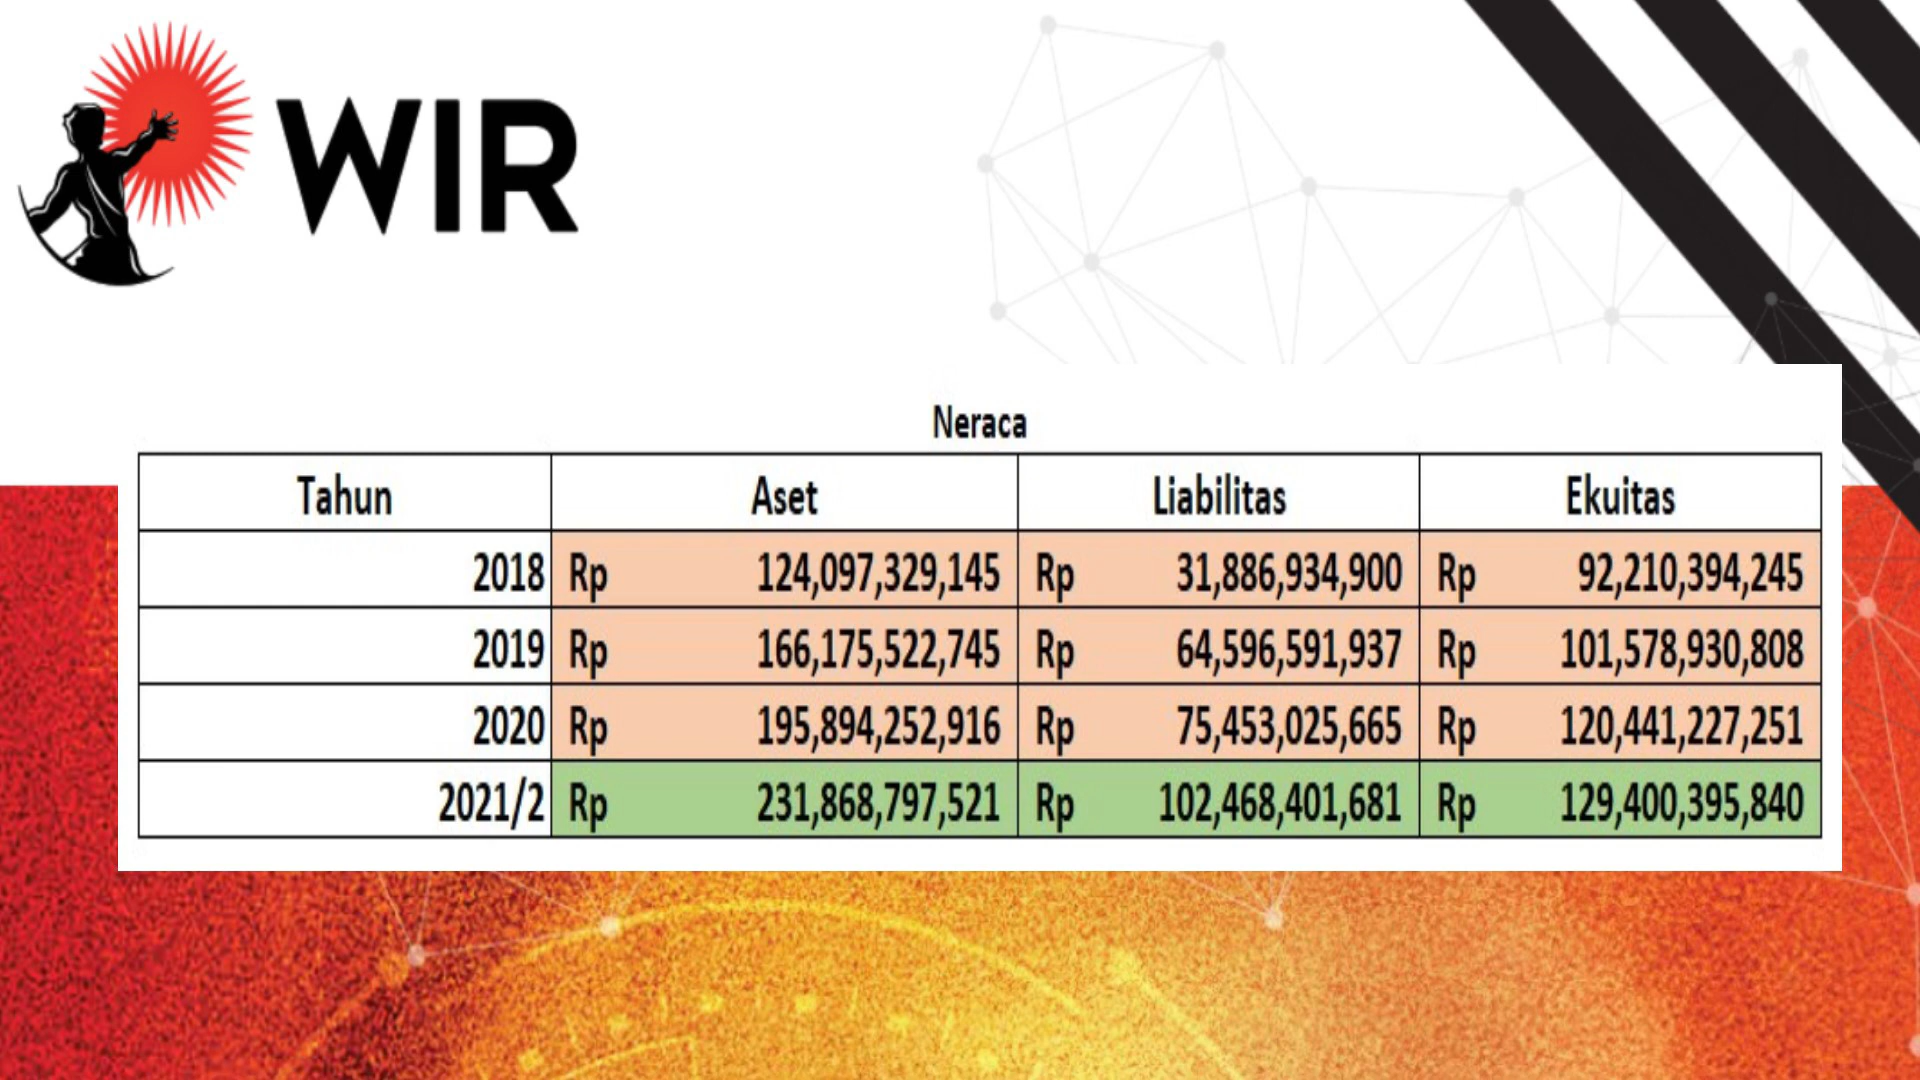 WIR
Neraca
Tahun Aset Liabilitas Ekuitas
2018 Rp 124,097,329,145 Rp 31,886,934,900 Rp 92,210,394,245
2019 Rp 166,175,522,745 Rp 64,596,591,937 Rp 101,578,930,808
2020 Rp 195,894,252,916 Rp 75,453,025,665 Rp 120,441,227,251
2021/2 Rp 231,868,797,521 Rp 102,468,401,681 Rp 129,400,395,840